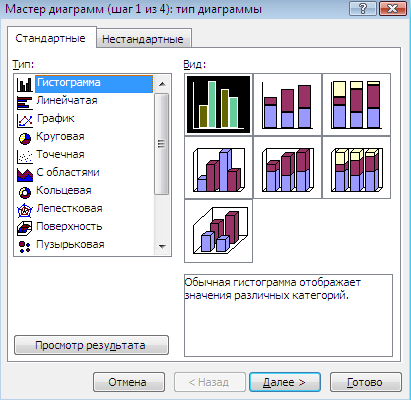 Мастер диаграмм (шаг 1 из 4): тип диаграммы
Стандартные
Нестандартные
Тип:
Вид:
Гистограмма
Линейчатая
График
Круговая
Точечная
С областями
Кольцевая
Лепестковая
Поверхность
Пузырьковая
Обычная гистограмма отображает
значения различных категорий.
Просмотр результата
Отмена
< Назад
Далее >
Готово